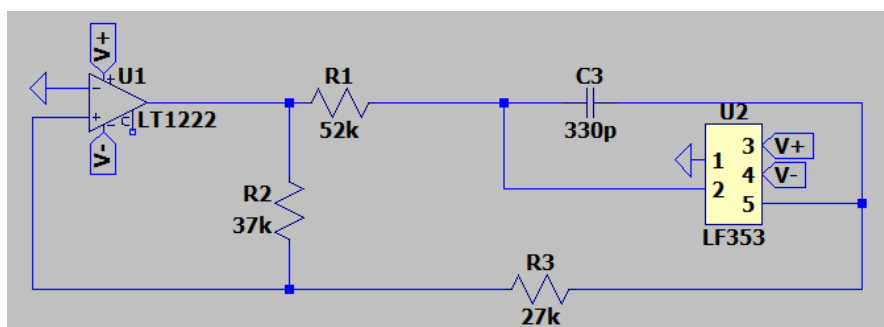 V+
U1
LT1222
V-
R1
52k
R2
37k
C3
330p
U2
1
2
3
4
5
V+
V-
LF353
R3
27k